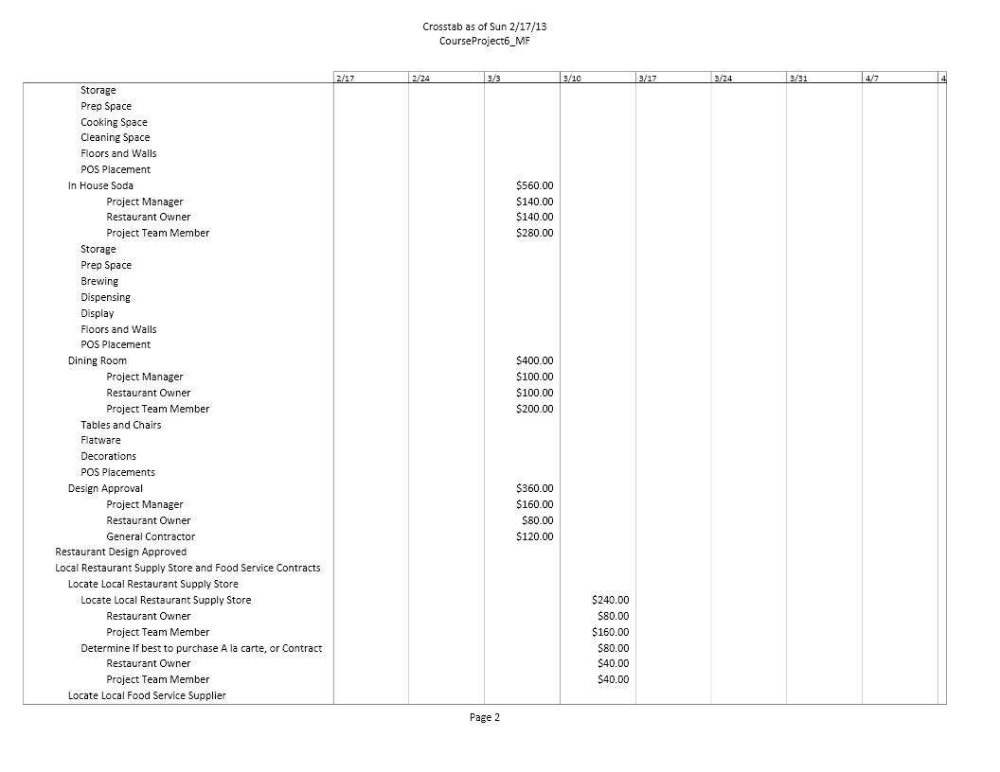 Crosstab as of Sun 2/17/13
CourseProject6_MF
2/17 2/24 3/3 3/10 3/17 3/24 3/31 4/7 4
Storage
Prep Space
Cooking Space
Cleaning Space
Floors and Walls
POS Placement
In House Soda $560.00
Project Manager $140.00
Restaurant Owner $140.00
Project Team Member $280.00
Storage
Prep Space
Brewing
Dispensing
Display
Floors and Walls
POS Placement
Dining Room $400.00
Project Manager $100.00
Restaurant Owner $100.00
Project Team Member $200.00
Tables and Chairs
Flatware
Decorations
POS Placements
Design Approval $360.00
Project Manager $160.00
Restaurant Owner $80.00
General Contractor $120.00
Restaurant Design Approved
Local Restaurant Supply Store and Food Service Contracts
Locate Local Restaurant Supply Store
Locate Local Restaurant Supply Store $240.00
Restaurant Owner $80.00
Project Team Member $160.00
Determine If best to purchase A la carte, or Contract $80.00
Restaurant Owner $40.00
Project Team Member $40.00
Locate Local Food Service Supplier
Page 2